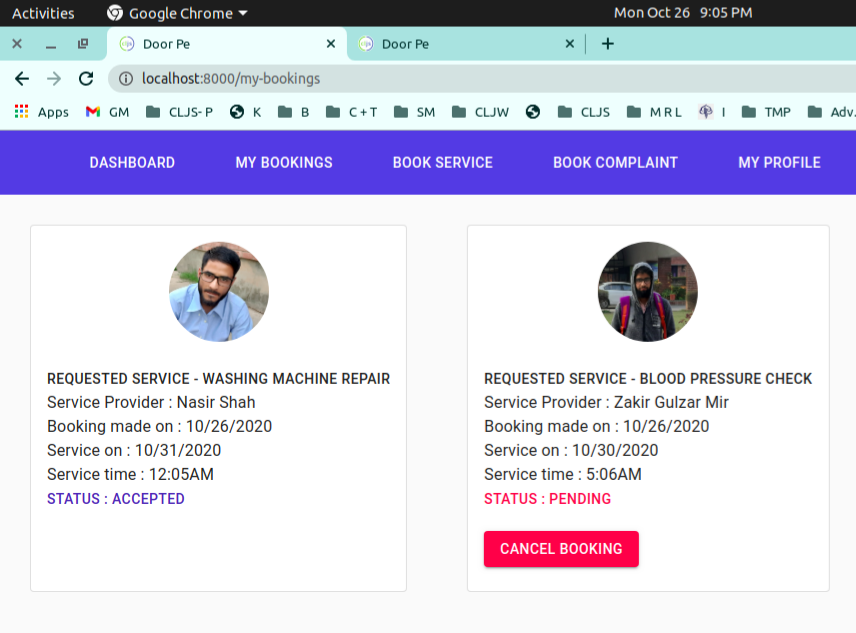 Activities Google Chrome Mon Oct 26 9:05 PM
Door Pe Door Pe
localhost:8000/my-bookings
Apps GM CLJS- P K B C + T SM CLJW CLJS M R L I TMP Adv.
DASHBOARD MY BOOKINGS BOOK SERVICE BOOK COMPLAINT MY PROFILE
REQUESTED SERVICE - WASHING MACHINE REPAIR
Service Provider : Nasir Shah
Booking made on : 10/26/2020
Service on : 10/31/2020
Service time : 12:05AM
STATUS : ACCEPTED
REQUESTED SERVICE - BLOOD PRESSURE CHECK
Service Provider : Zakir Gulzar Mir
Booking made on : 10/26/2020
Service on : 10/30/2020
Service time : 5:06AM
STATUS : PENDING
CANCEL BOOKING